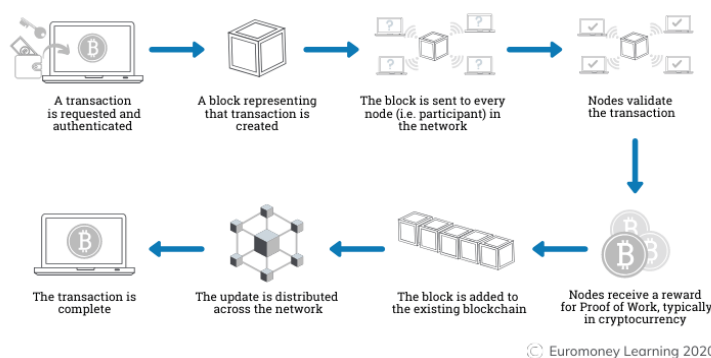 A transaction
is requested and
authenticated
A block representing
that transaction is
created
The block is sent to every
node (i.e. participant) in
the network
Nodes validate
the transaction
The transaction is
complete
The update is distributed
across the network
The block is added to
the existing blockchain
Nodes receive a reward
for Proof of Work, typically
in cryptocurrency
© Euromoney Learning 2020